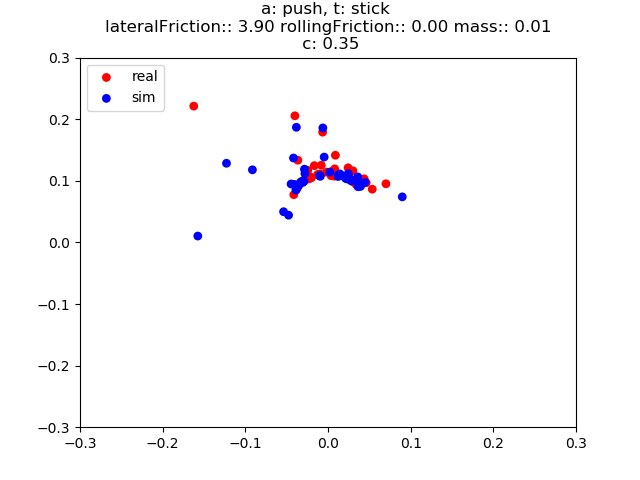 a: push, t: stick
lateralFriction:: 3.90 rollingFriction:: 0.00 mass:: 0.01
c: 0.35
real
sim
0.3
0.2
0.1
0.0
−0.1
−0.2
−0.3
−0.3 −0.2 −0.1 0.0 0.1 0.2 0.3